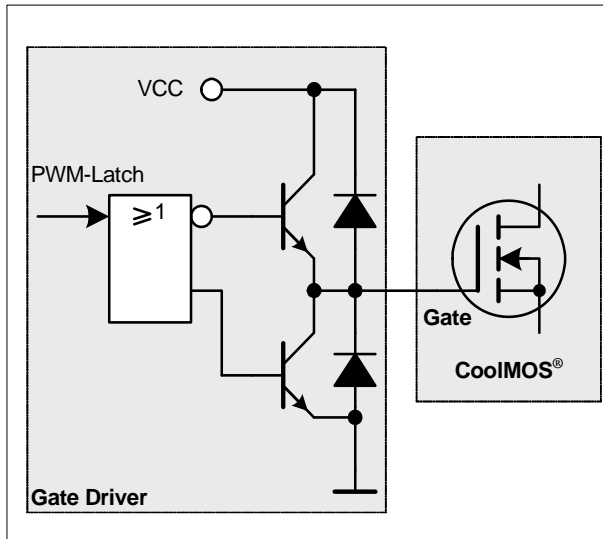 VCC
PWM-Latch
≥1
Gate
CoolMOS®
Gate Driver